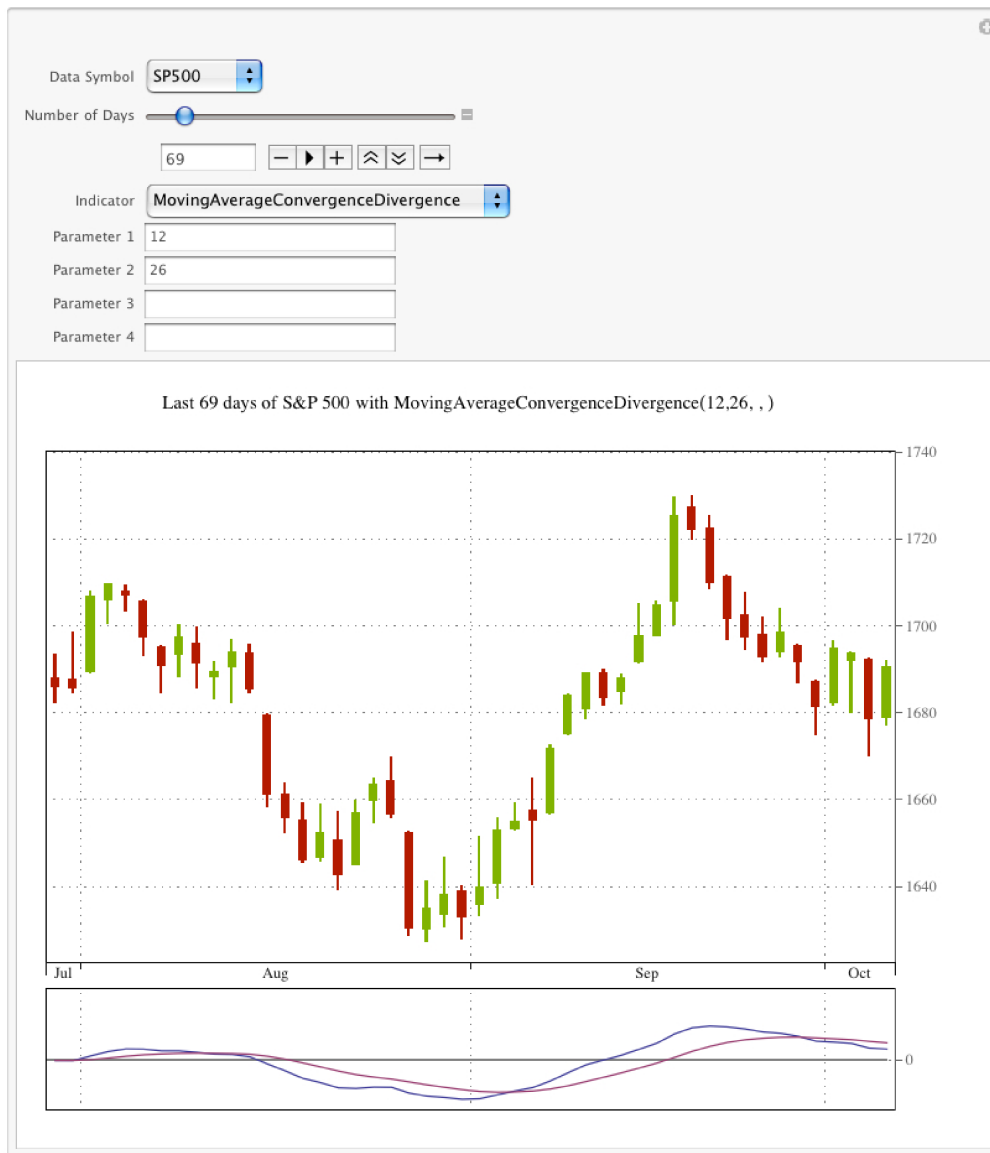 Data Symbol SP500
Number of Days
69
Indicator MovingAverageConvergenceDivergence
Parameter 1 12
Parameter 2 26
Parameter 3
Parameter 4
Last 69 days of S&P 500 with MovingAverageConvergenceDivergence(12,26, , )
1740
1720
1700
1680
1660
1640
Jul Aug Sep Oct
0